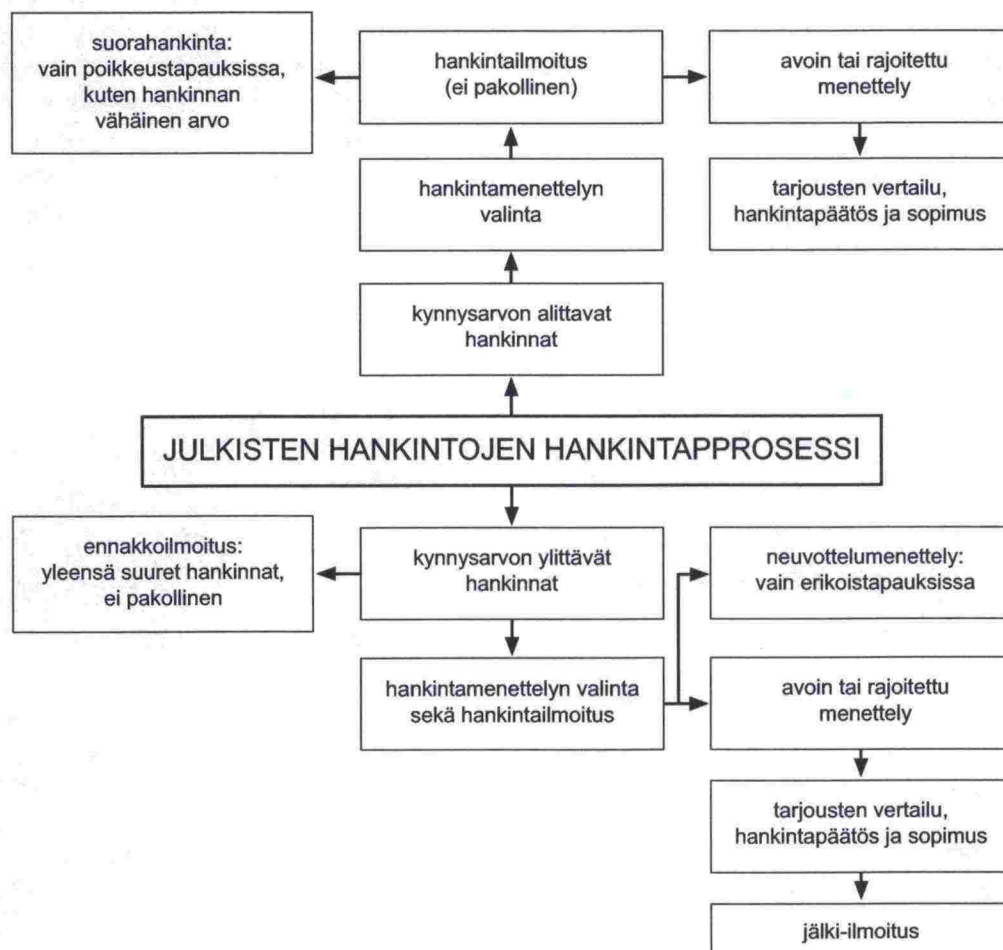 suorahankinta:
vain poikkeustapauksissa,
kuten hankinnan
vähäinen arvo
hankintailmoitus
(ei pakollinen)
avoin tai rajoitettu
menettely
hankintamenettelyn
valinta
tarjousten vertailu,
hankintapäätös ja sopimus
kynnysarvon alittavat
hankinnat
JULKISTEN HANKINTOJEN HANKINTAPPROSESSI
ennakkoilmoitus:
yleensä suuret hankinnat,
ei pakollinen
kynnysarvon ylittävät
hankinnat
neuvottelumenettely:
vain erikoistapauksissa
hankintamenettelyn valinta
sekä hankintailmoitus
avoin tai rajoitettu
menettely
tarjousten vertailu,
hankintapäätös ja sopimus
jälki-ilmoitus